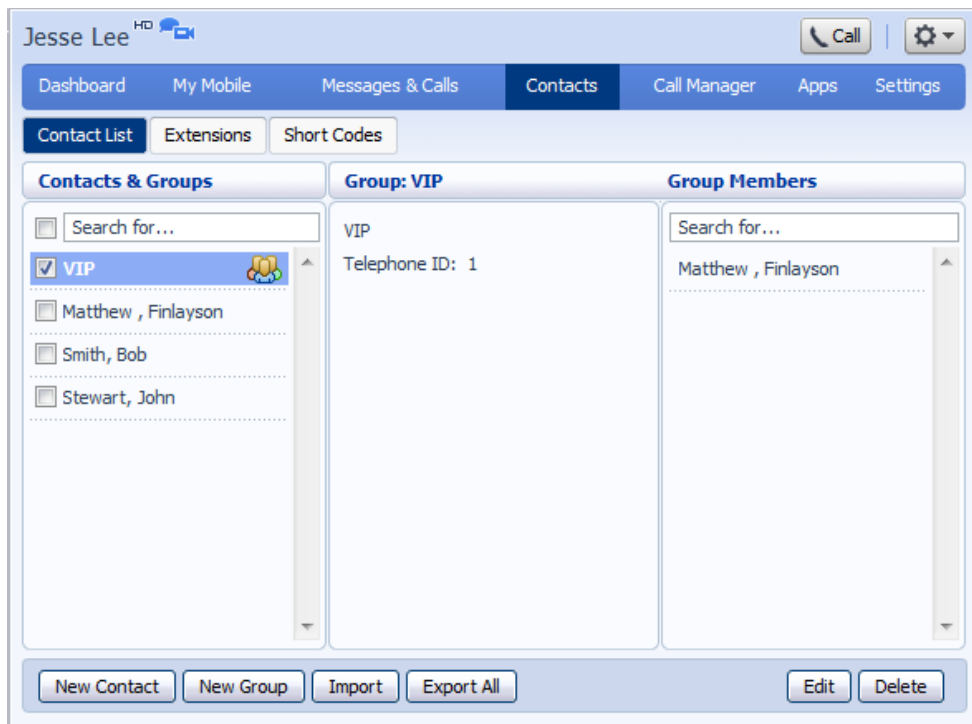 Jesse Lee HD
Call
Dashboard My Mobile Messages & Calls Contacts Call Manager Apps Settings
Contact List Extensions Short Codes
Contacts & Groups
Search for...
VIP
Matthew , Finlayson
Smith, Bob
Stewart, John
Group: VIP
VIP
Telephone ID: 1
Group Members
Search for...
Matthew , Finlayson
New Contact New Group Import Export All Edit Delete